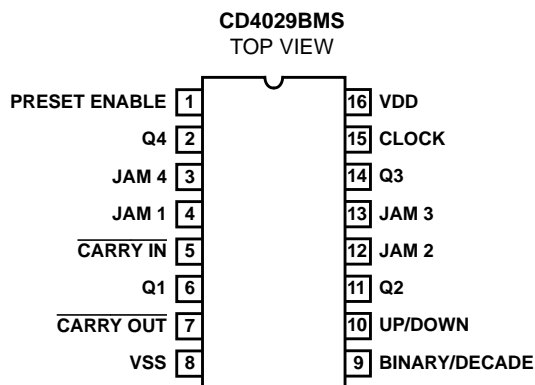 CD4029BMS
TOP VIEW
PRESET ENABLE 1 16 VDD
Q4 2 15 CLOCK
JAM 4 3 14 Q3
JAM 1 4 13 JAM 3
CARRY IN 5 12 JAM 2
Q1 6 11 Q2
CARRY OUT 7 10 UP/DOWN
VSS 8 9 BINARY/DECADE